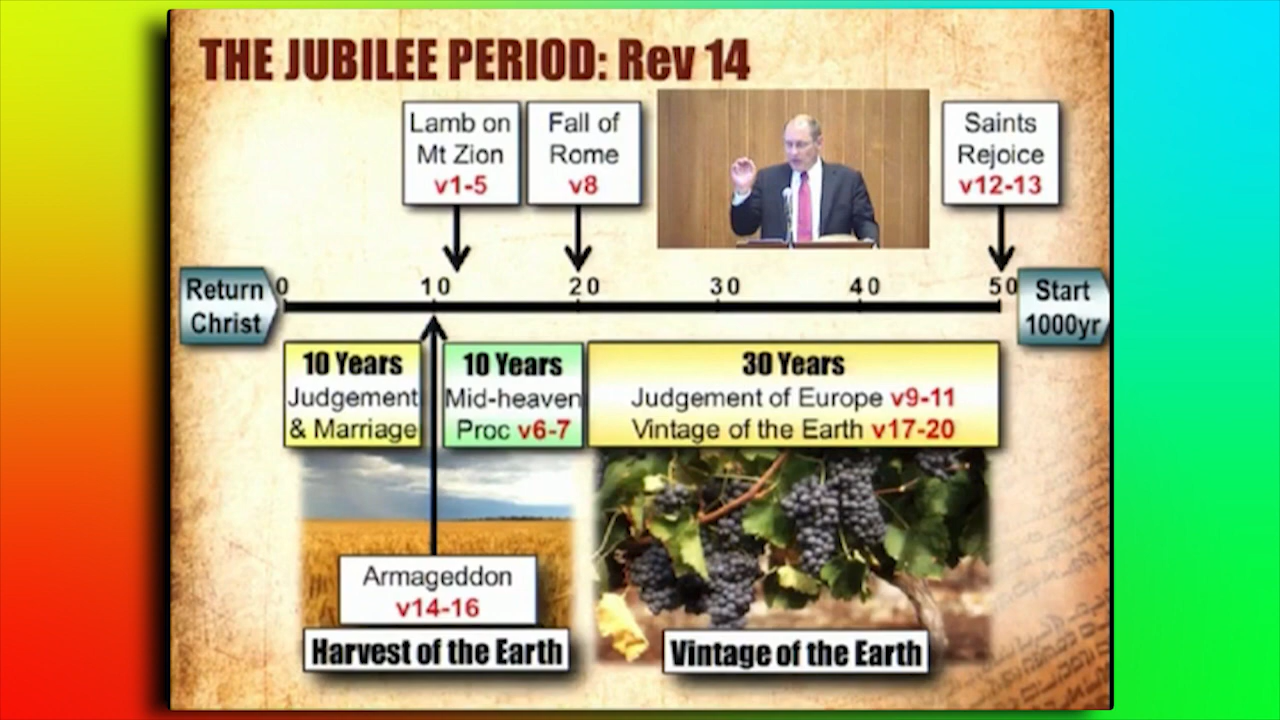 THE JUBILEE PERIOD: Rev 14
Lamb on
Mt Zion
v1-5
Fall of
Rome
v8
Saints
Rejoice
v12-13
Return
Christ
0 10 20 30 40 50
Start
1000yr
10 Years
Judgement
& Marriage
10 Years
Mid-heaven
Proc v6-7
30 Years
Judgement of Europe v9-11
Vintage of the Earth v17-20
Armageddon
v14-16
Harvest of the Earth
Vintage of the Earth